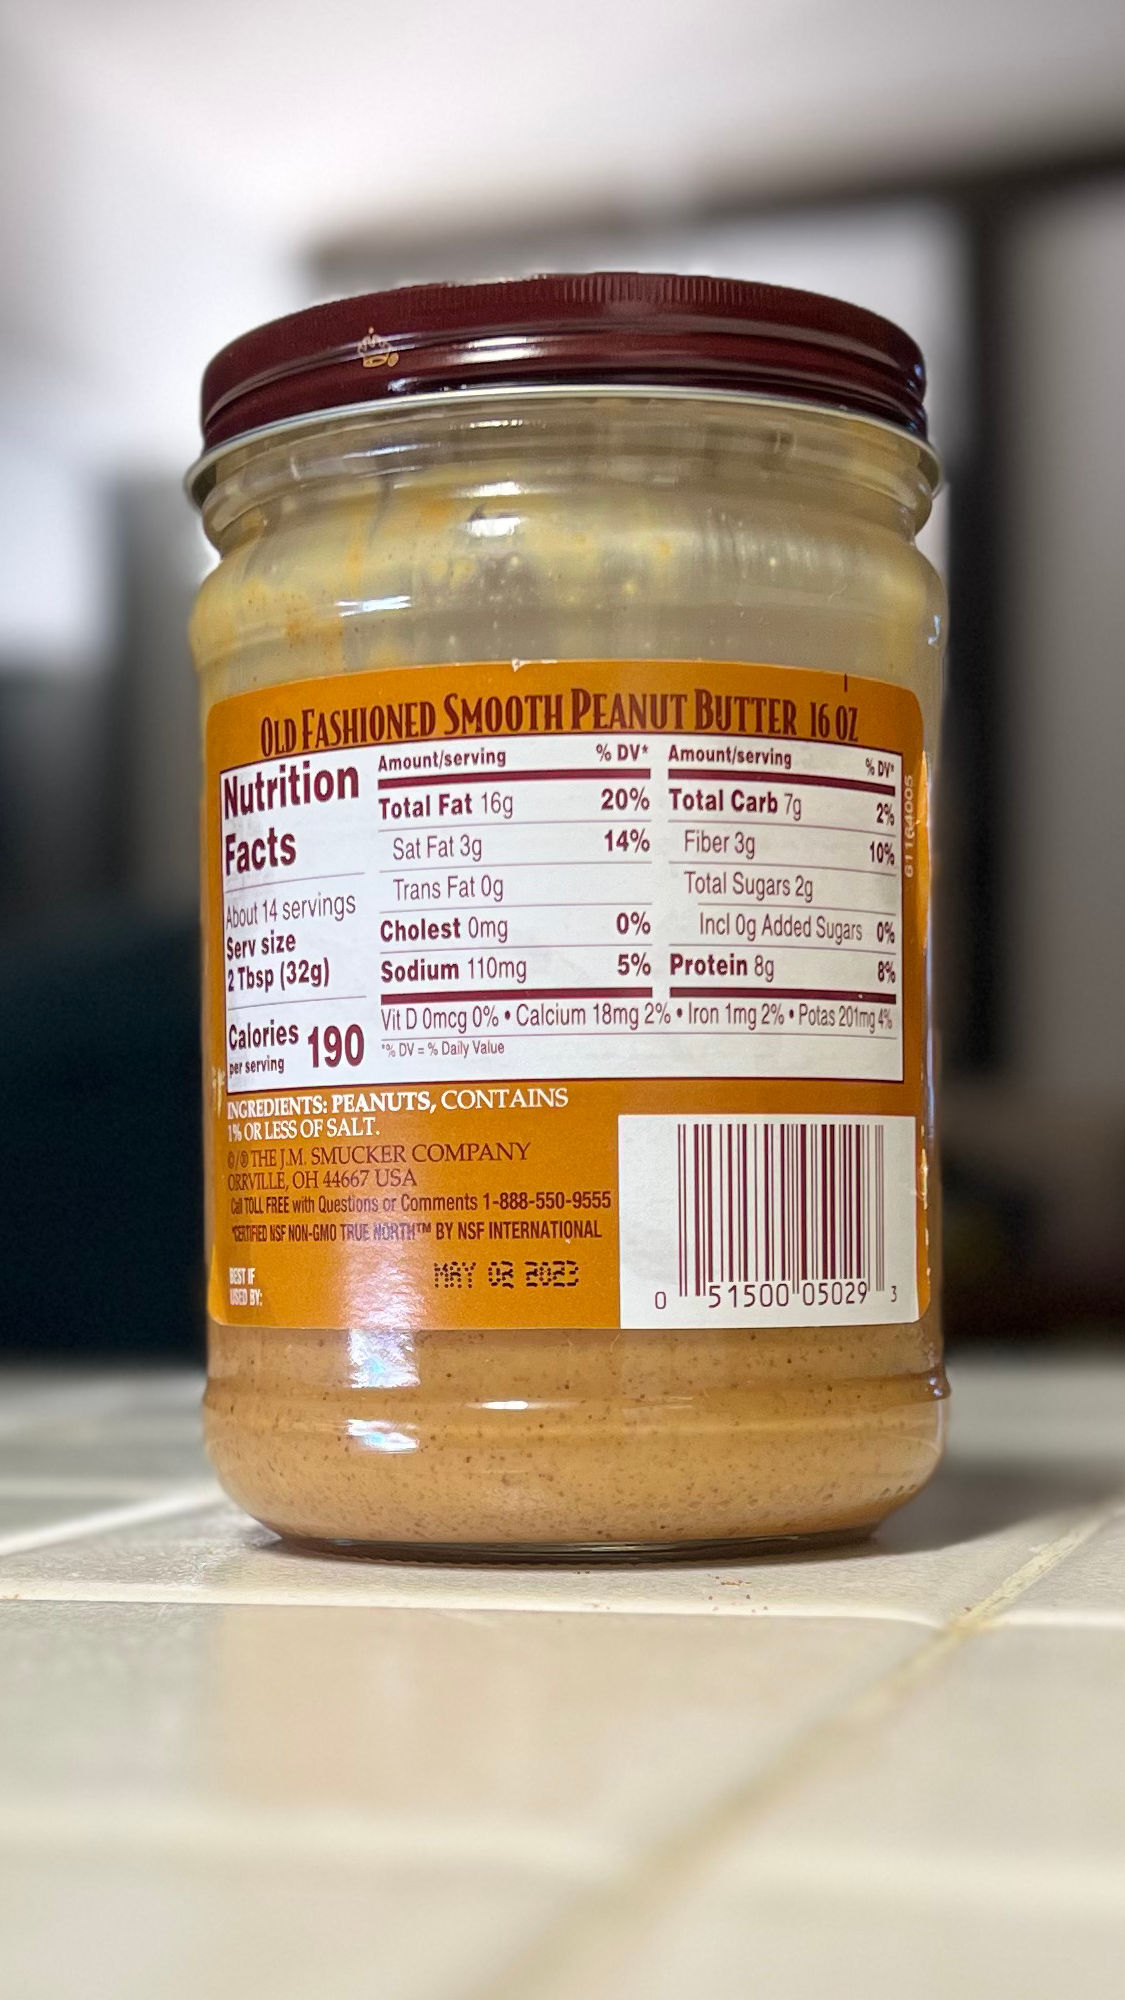 OLD FASHIONED SMOOTH PEANUT BUTTER 16 OZ
Nutrition
Facts
About 14 servings
Serv size
2 Tbsp (32g)
Calories 190
per serving
Amount/serving % DV*
Total Fat 16g 20%
Sat Fat 3g 14%
Trans Fat 0g
Cholest 0mg 0%
Sodium 110mg 5%
Amount/serving % DV*
Total Carb 7g 2%
Fiber 3g 10%
Total Sugars 2g
Incl 0g Added Sugars 0%
Protein 8g 8%
Vit D 0mcg 0% • Calcium 18mg 2% • Iron 1mg 2% • Potas 201mg 4%
*% DV = % Daily Value
61164005
INGREDIENTS: PEANUTS, CONTAINS
1% OR LESS OF SALT.
©/® THE J.M. SMUCKER COMPANY
ORRVILLE, OH 44667 USA
Call TOLL FREE with Questions or Comments 1-888-550-9555
*CERTIFIED NSF NON-GMO TRUE NORTH™ BY NSF INTERNATIONAL
BEST IF
USED BY:
MAY 02 2023
0 51500 05029 3